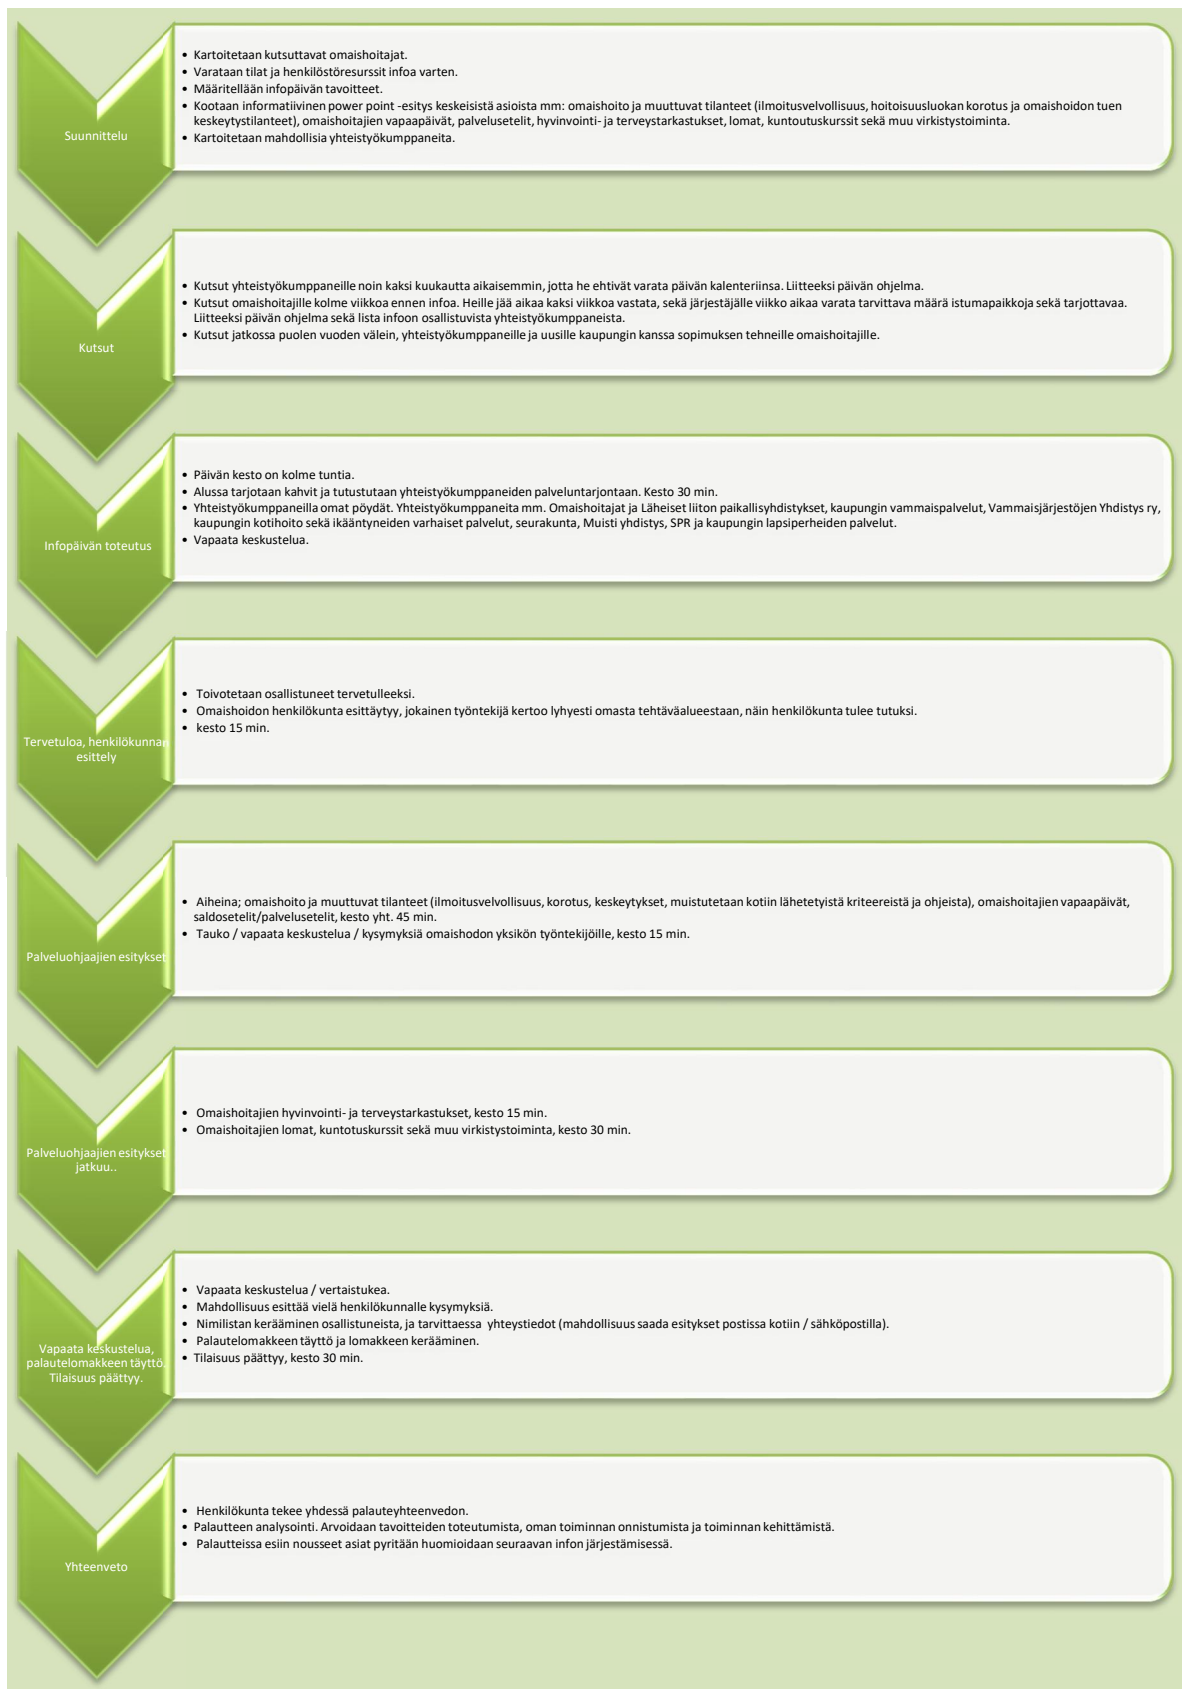 Suunnittelu
• Kartoitetaan kutsuttavat omaishoitajat.
• Varataan tilat ja henkilöstöresurssit infoa varten.
• Määritellään infopäivän tavoitteet.
• Kootaan informatiivinen power point -esitys keskeisistä asioista mm: omaishoito ja muuttuvat tilanteet (ilmoitusvelvollisuus, hoitoisuusluokan korotus ja omaishoidon tuen
keskeytystilanteet), omaishoitajien vapaapäivät, palvelusetelit, hyvinvointi- ja terveystarkastukset, lomat, kuntoutuskurssit sekä muu virkistystoiminta.
• Kartoitetaan mahdollisia yhteistyökumppaneita.
Kutsut
• Kutsut yhteistyökumppaneille noin kaksi kuukautta aikaisemmin, jotta he ehtivät varata päivän kalenteriinsa. Liitteeksi päivän ohjelma.
• Kutsut omaishoitajille kolme viikkoa ennen infoa. Heille jää aikaa kaksi viikkoa vastata, sekä järjestäjälle viikko aikaa varata tarvittava määrä istumapaikkoja sekä tarjottavaa.
Liitteeksi päivän ohjelma sekä lista infoon osallistuvista yhteistyökumppaneista.
• Kutsut jatkossa puolen vuoden välein, yhteistyökumppaneille ja uusille kaupungin kanssa sopimuksen tehneille omaishoitajille.
Infopäivän toteutus
• Päivän kesto on kolme tuntia.
• Alussa tarjotaan kahvit ja tutustutaan yhteistyökumppaneiden palveluntarjontaan. Kesto 30 min.
• Yhteistyökumppaneilla omat pöydät. Yhteistyökumppaneita mm. Omaishoitajat ja Läheiset liiton paikallisyhdistykset, kaupungin vammaispalvelut, Vammaisjärjestöjen Yhdistys ry,
kaupungin kotihoito sekä ikääntyneiden varhaiset palvelut, seurakunta, Muisti yhdistys, SPR ja kaupungin lapsiperheiden palvelut.
• Vapaata keskustelua.
Tervetuloa, henkilökunnan
esittely
• Toivotetaan osallistuneet tervetulleeksi.
• Omaishoidon henkilökunta esittäytyy, jokainen työntekijä kertoo lyhyesti omasta tehtäväalueestaan, näin henkilökunta tulee tutuksi.
• kesto 15 min.
Palveluohjaajien esitykset
• Aiheina; omaishoito ja muuttuvat tilanteet (ilmoitusvelvollisuus, korotus, keskeytykset, muistutetaan kotiin lähetetyistä kriteereistä ja ohjeista), omaishoitajien vapaapäivät,
saldosetelit/palvelusetelit, kesto yht. 45 min.
• Tauko / vapaata keskustelua / kysymyksiä omaishodon yksikön työntekijöille, kesto 15 min.
Palveluohjaajien esitykset
jatkuu..
• Omaishoitajien hyvinvointi- ja terveystarkastukset, kesto 15 min.
• Omaishoitajien lomat, kuntotuskurssit sekä muu virkistystoiminta, kesto 30 min.
Vapaata keskustelua,
palautelomakkeen täyttö.
Tilaisuus päättyy.
• Vapaata keskustelua / vertaistukea.
• Mahdollisuus esittää vielä henkilökunnalle kysymyksiä.
• Nimilistan kerääminen osallistuneista, ja tarvittaessa yhteystiedot (mahdollisuus saada esitykset postissa kotiin / sähköpostilla).
• Palautelomakkeen täyttö ja lomakkeen kerääminen.
• Tilaisuus päättyy, kesto 30 min.
Yhteenveto
• Henkilökunta tekee yhdessä palauteyhteenvedon.
• Palautteen analysointi. Arvoidaan tavoitteiden toteutumista, oman toiminnan onnistumista ja toiminnan kehittämistä.
• Palautteissa esiin nousseet asiat pyritään huomioidaan seuraavan infon järjestämisessä.